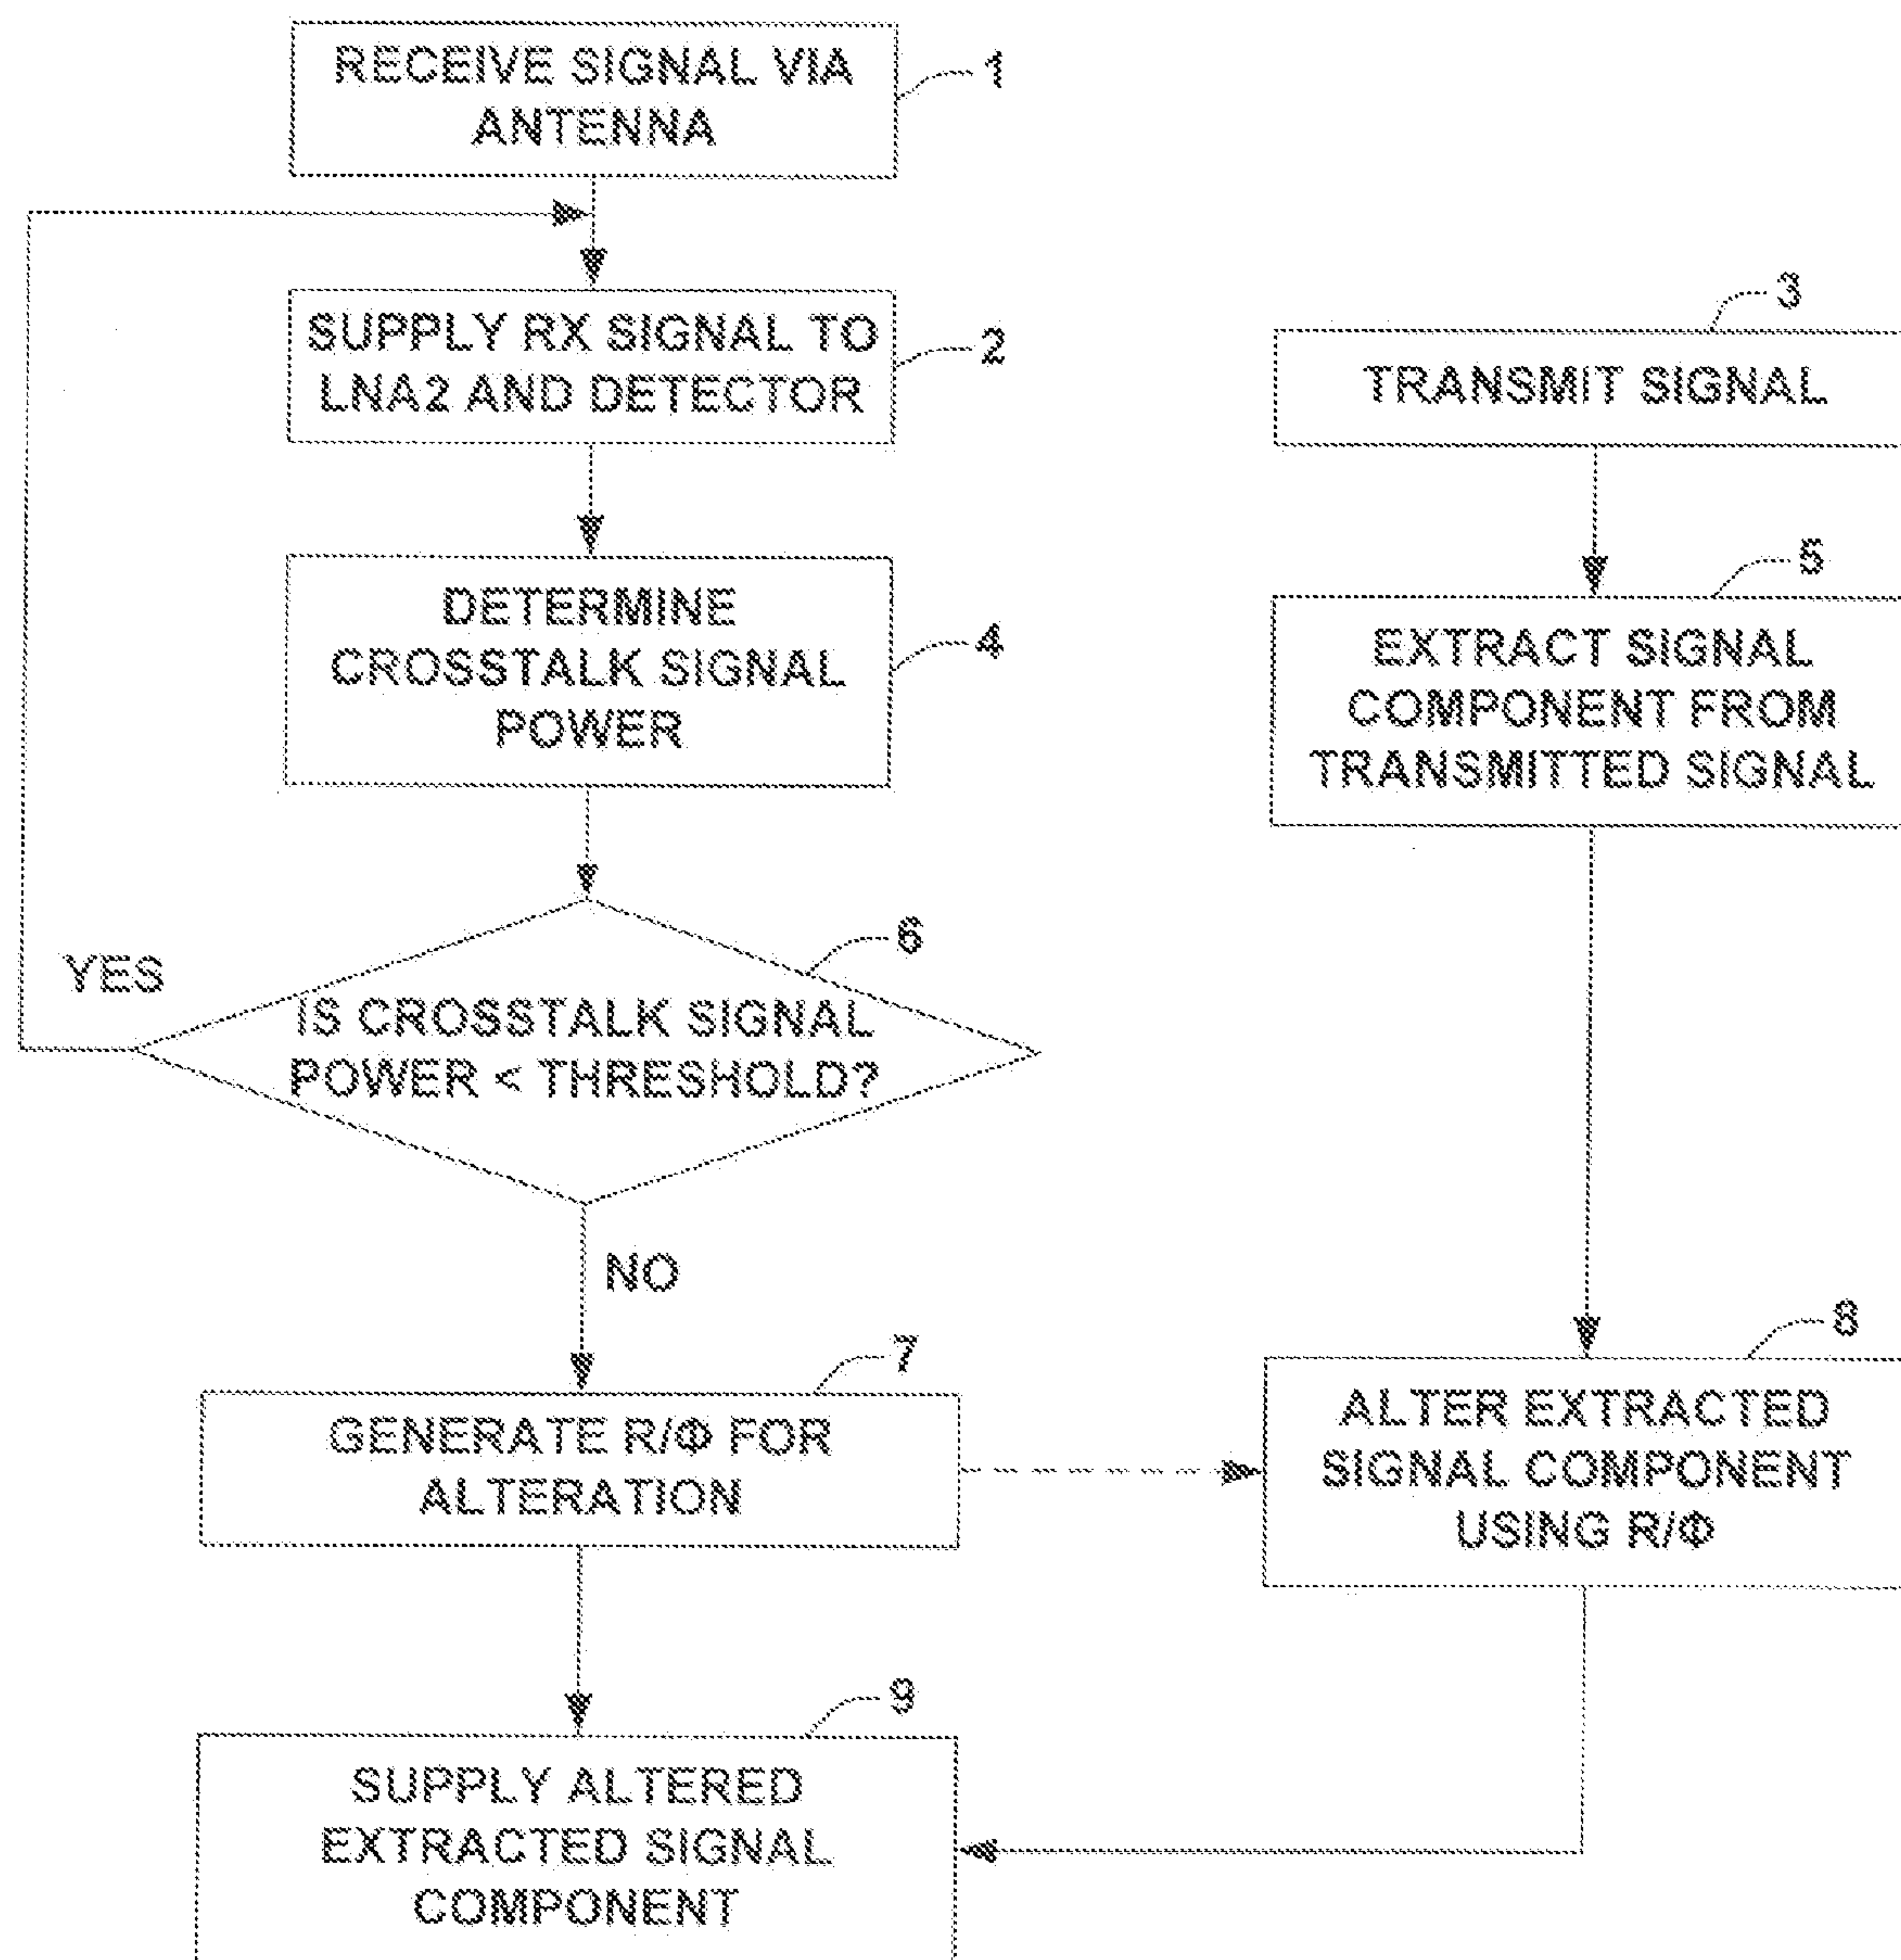 RECEIVE SIGNAL VIA
ANTENNA
1
SUPPLY RX SIGNAL TO
LNA2 AND DETECTOR
2
3
TRANSMIT SIGNAL
DETERMINE
CROSSTALK SIGNAL
POWER
4
5
EXTRACT SIGNAL
COMPONENT FROM
TRANSMITTED SIGNAL
6
YES
IS CROSSTALK SIGNAL
POWER < THRESHOLD?
NO
7
GENERATE R/Φ FOR
ALTERATION
8
ALTER EXTRACTED
SIGNAL COMPONENT
USING R/Φ
9
SUPPLY ALTERED
EXTRACTED SIGNAL
COMPONENT